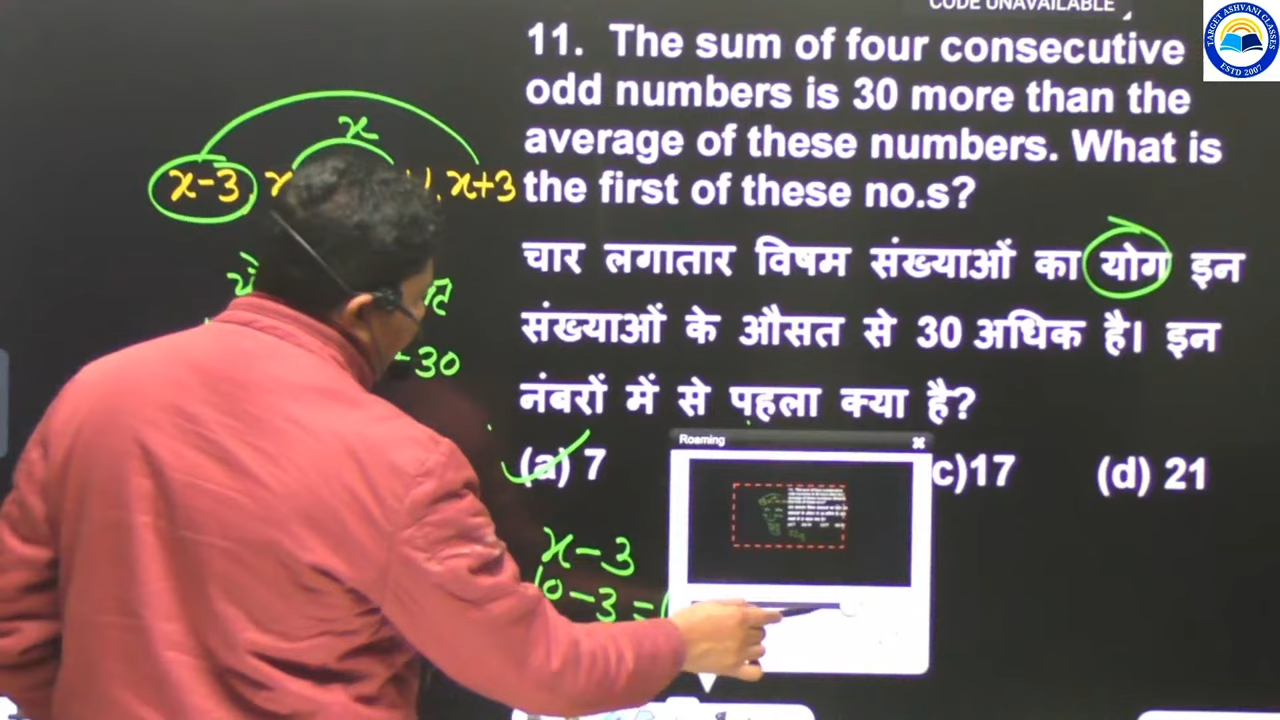 CODE UNAVAILABLE
TARGET ASHVANI CLASSES
ESTD 2007
11. The sum of four consecutive
odd numbers is 30 more than the
average of these numbers. What is
the first of these no.s?
चार लगातार विषम संख्याओं का योग इन
संख्याओं के औसत से 30 अधिक है। इन
नंबरों में से पहला क्या है?
(a) 7 c)17 (d) 21
x
x-3 x+3
-30
x-3
10-3=
Roaming